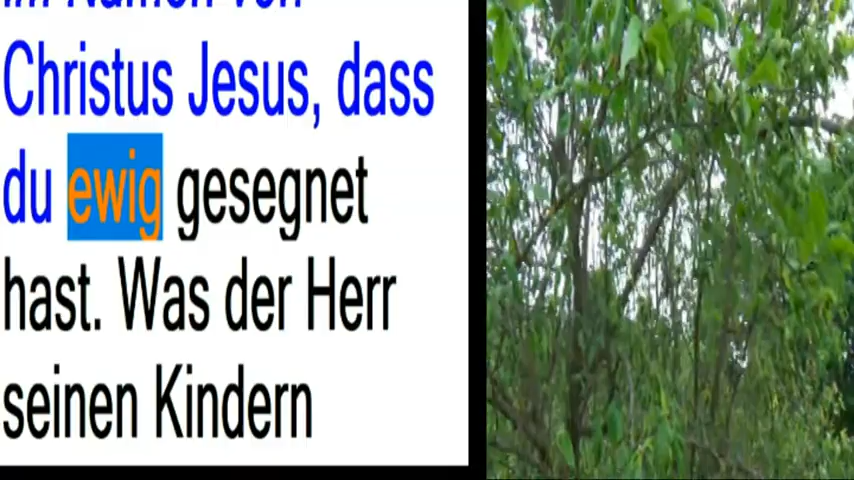 Christus Jesus, dass
du ewig gesegnet
hast. Was der Herr
seinen Kindern